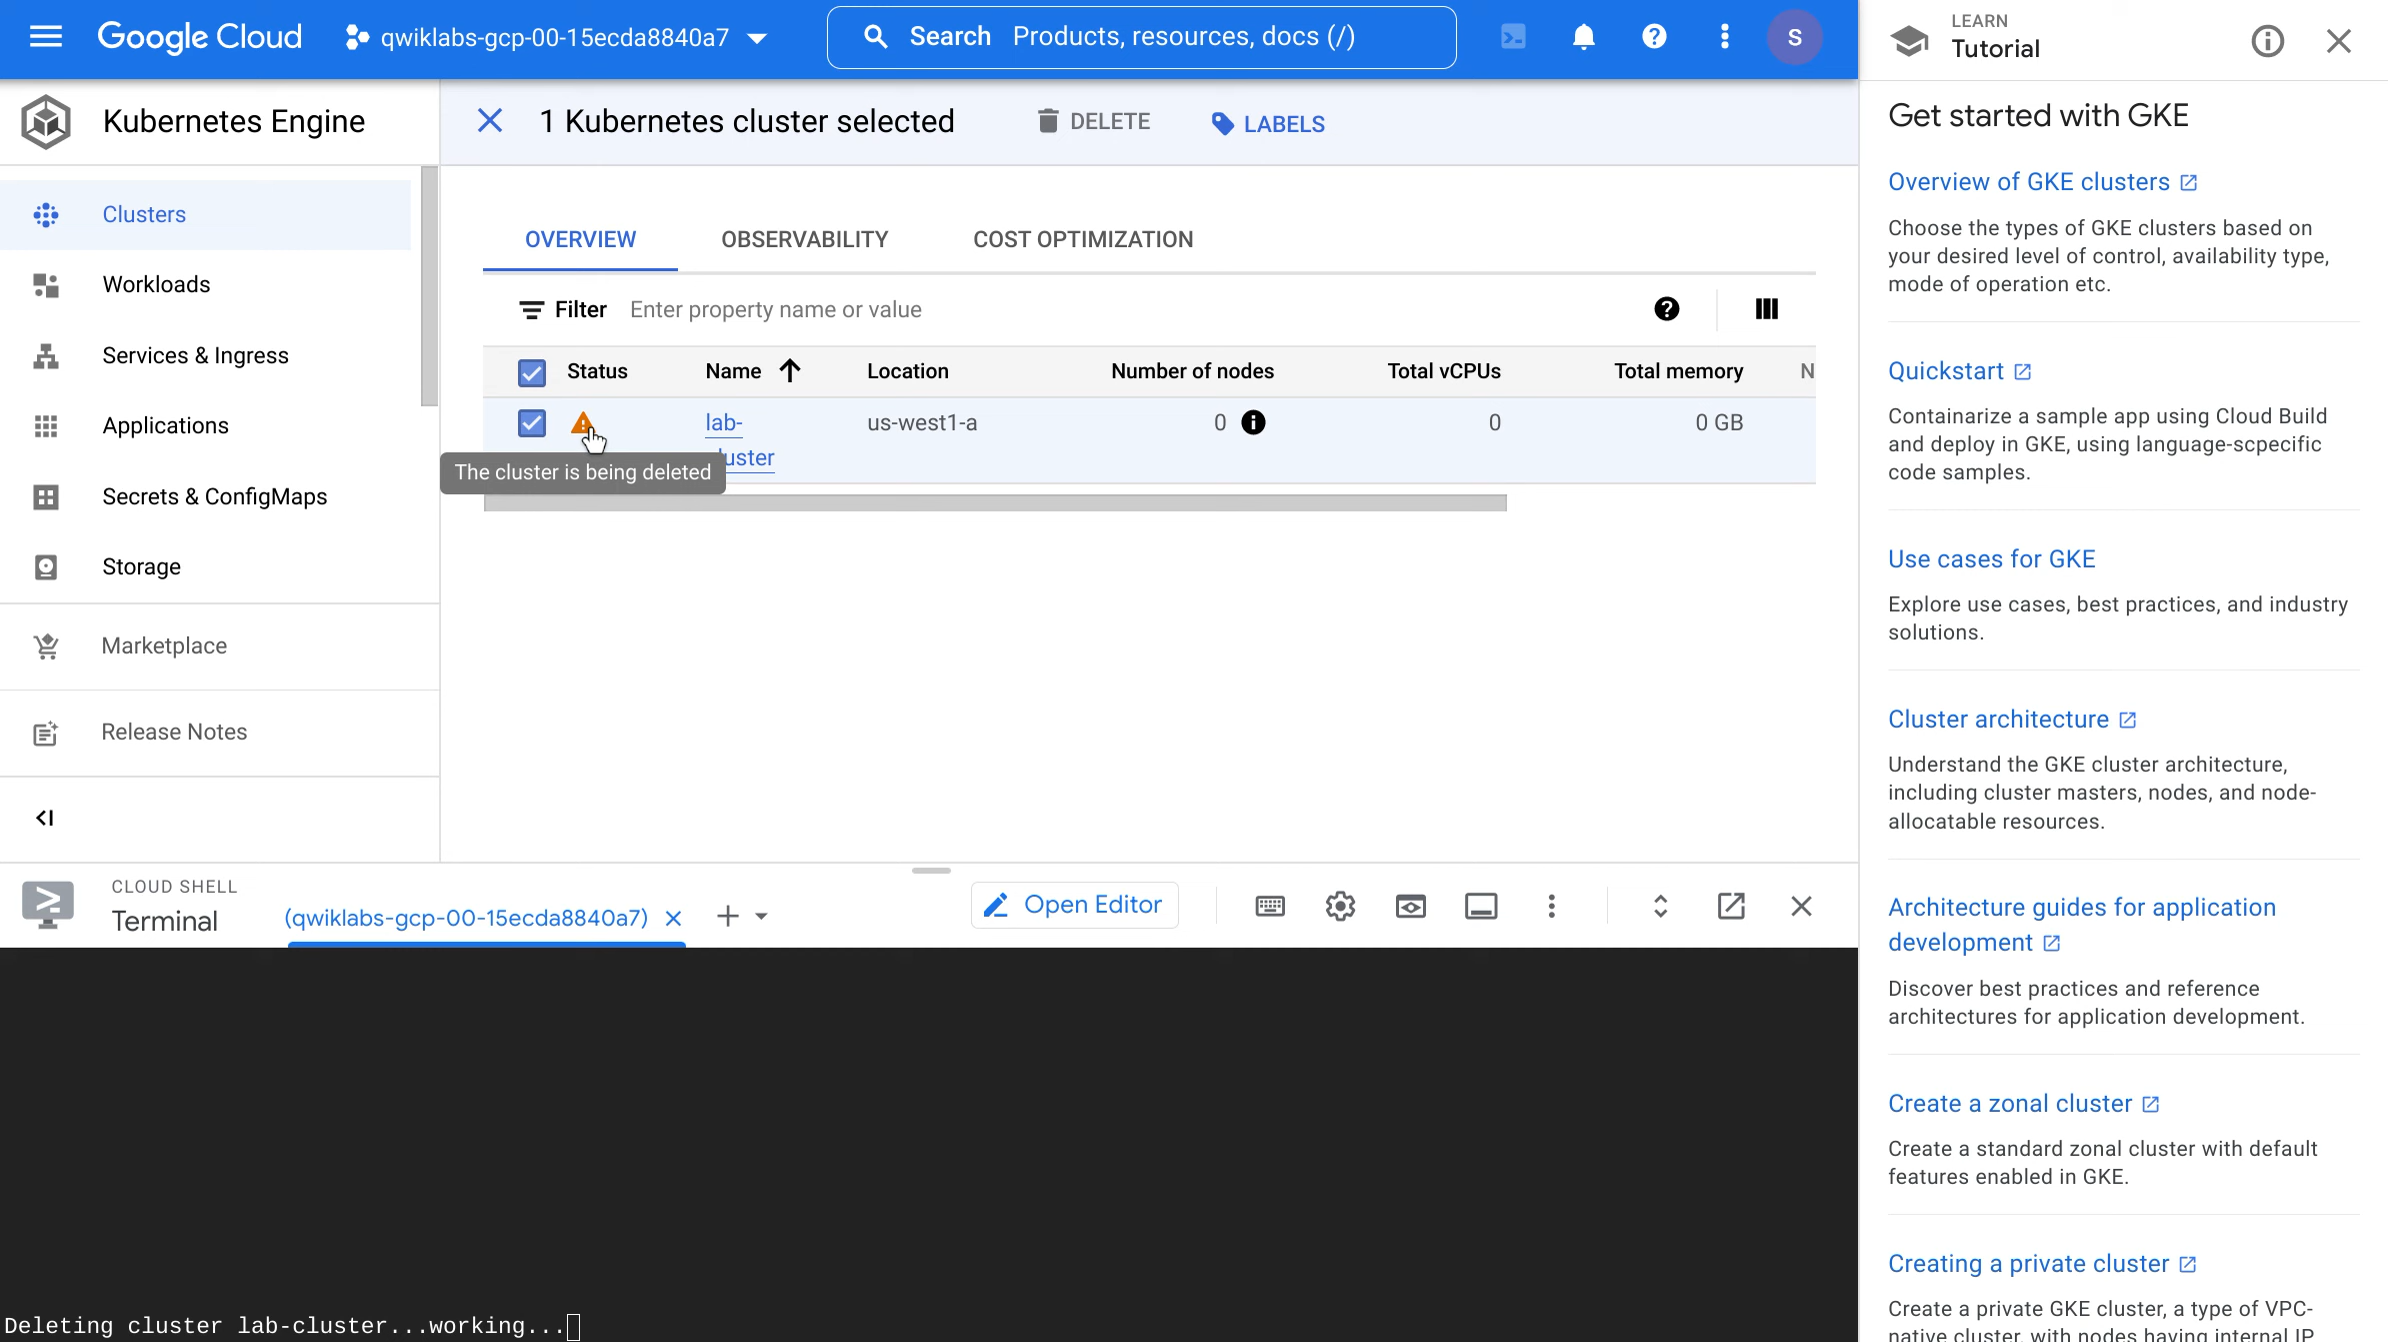 Google Cloud
qwiklabs-gcp-00-15ecda8840a7
Search Products, resources, docs (/)
S
LEARN
Tutorial
Kubernetes Engine
1 Kubernetes cluster selected
DELETE
LABELS
Clusters
Workloads
Services & Ingress
Applications
Secrets & ConfigMaps
Storage
Marketplace
Release Notes
OVERVIEW
OBSERVABILITY
COST OPTIMIZATION
Filter Enter property name or value
Status Name Location Number of nodes Total vCPUs Total memory N
lab- us-west1-a 0 0 0 GB
luster
The cluster is being deleted
Get started with GKE
Overview of GKE clusters
Choose the types of GKE clusters based on
your desired level of control, availability type,
mode of operation etc.
Quickstart
Containarize a sample app using Cloud Build
and deploy in GKE, using language-scpecific
code samples.
Use cases for GKE
Explore use cases, best practices, and industry
solutions.
Cluster architecture
Understand the GKE cluster architecture,
including cluster masters, nodes, and node-
allocatable resources.
Architecture guides for application
development
Discover best practices and reference
architectures for application development.
Create a zonal cluster
Create a standard zonal cluster with default
features enabled in GKE.
Creating a private cluster
Create a private GKE cluster, a type of VPC-
native cluster, with nodes having internal IP
CLOUD SHELL
Terminal
(qwiklabs-gcp-00-15ecda8840a7)
Open Editor
Deleting cluster lab-cluster...working...